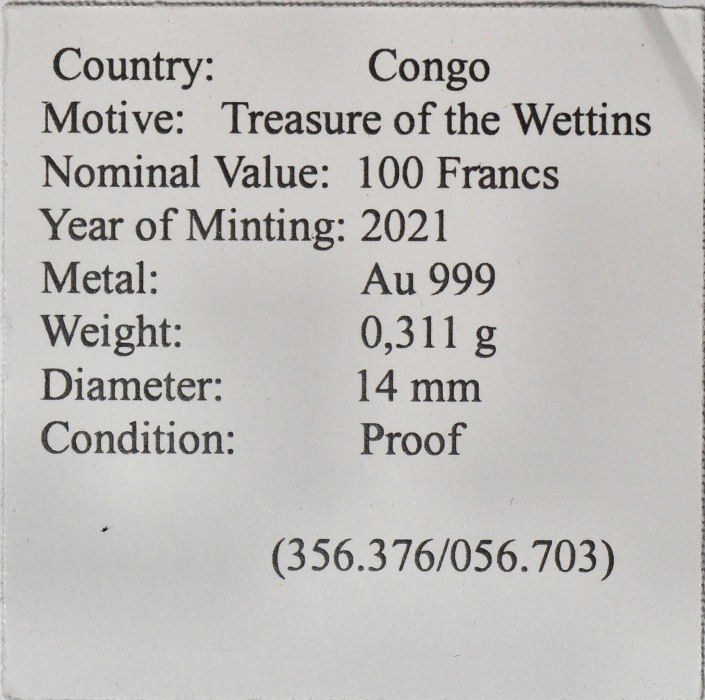 Country: Congo
Motive: Treasure of the Wettins
Nominal Value: 100 Francs
Year of Minting: 2021
Metal: Au 999
Weight: 0,311 g
Diameter: 14 mm
Condition: Proof
(356.376/056.703)